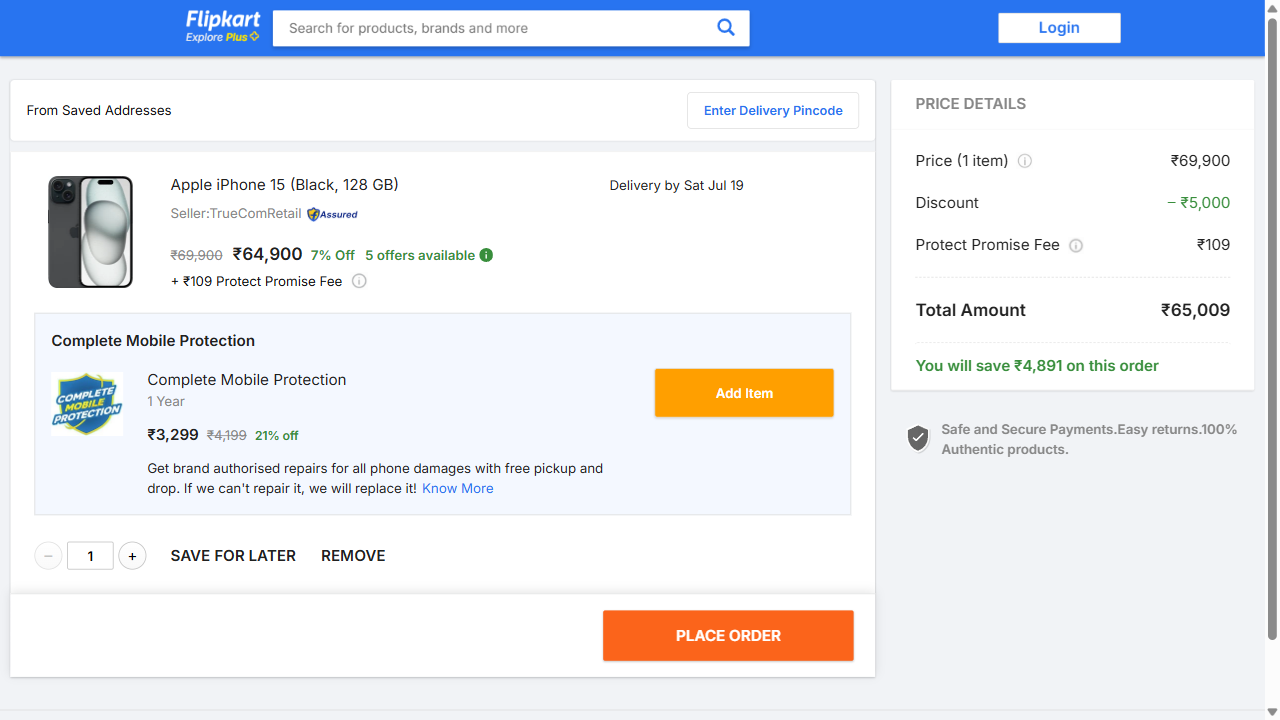 Flipkart
Explore Plus
Search for products, brands and more
Login
From Saved Addresses
Enter Delivery Pincode
Apple iPhone 15 (Black, 128 GB)
Delivery by Sat Jul 19
Seller:TrueComRetail
Assured
₹69,900 ₹64,900 7% Off 5 offers available
+ ₹109 Protect Promise Fee
Complete Mobile Protection
COMPLETE
MOBILE
PROTECTION
Complete Mobile Protection
1 Year
₹3,299 ₹4,199 21% off
Get brand authorised repairs for all phone damages with free pickup and
drop. If we can't repair it, we will replace it! Know More
Add Item
− 1 + SAVE FOR LATER REMOVE
PLACE ORDER
PRICE DETAILS
Price (1 item) ₹69,900
Discount − ₹5,000
Protect Promise Fee ₹109
Total Amount ₹65,009
You will save ₹4,891 on this order
Safe and Secure Payments.Easy returns.100%
Authentic products.